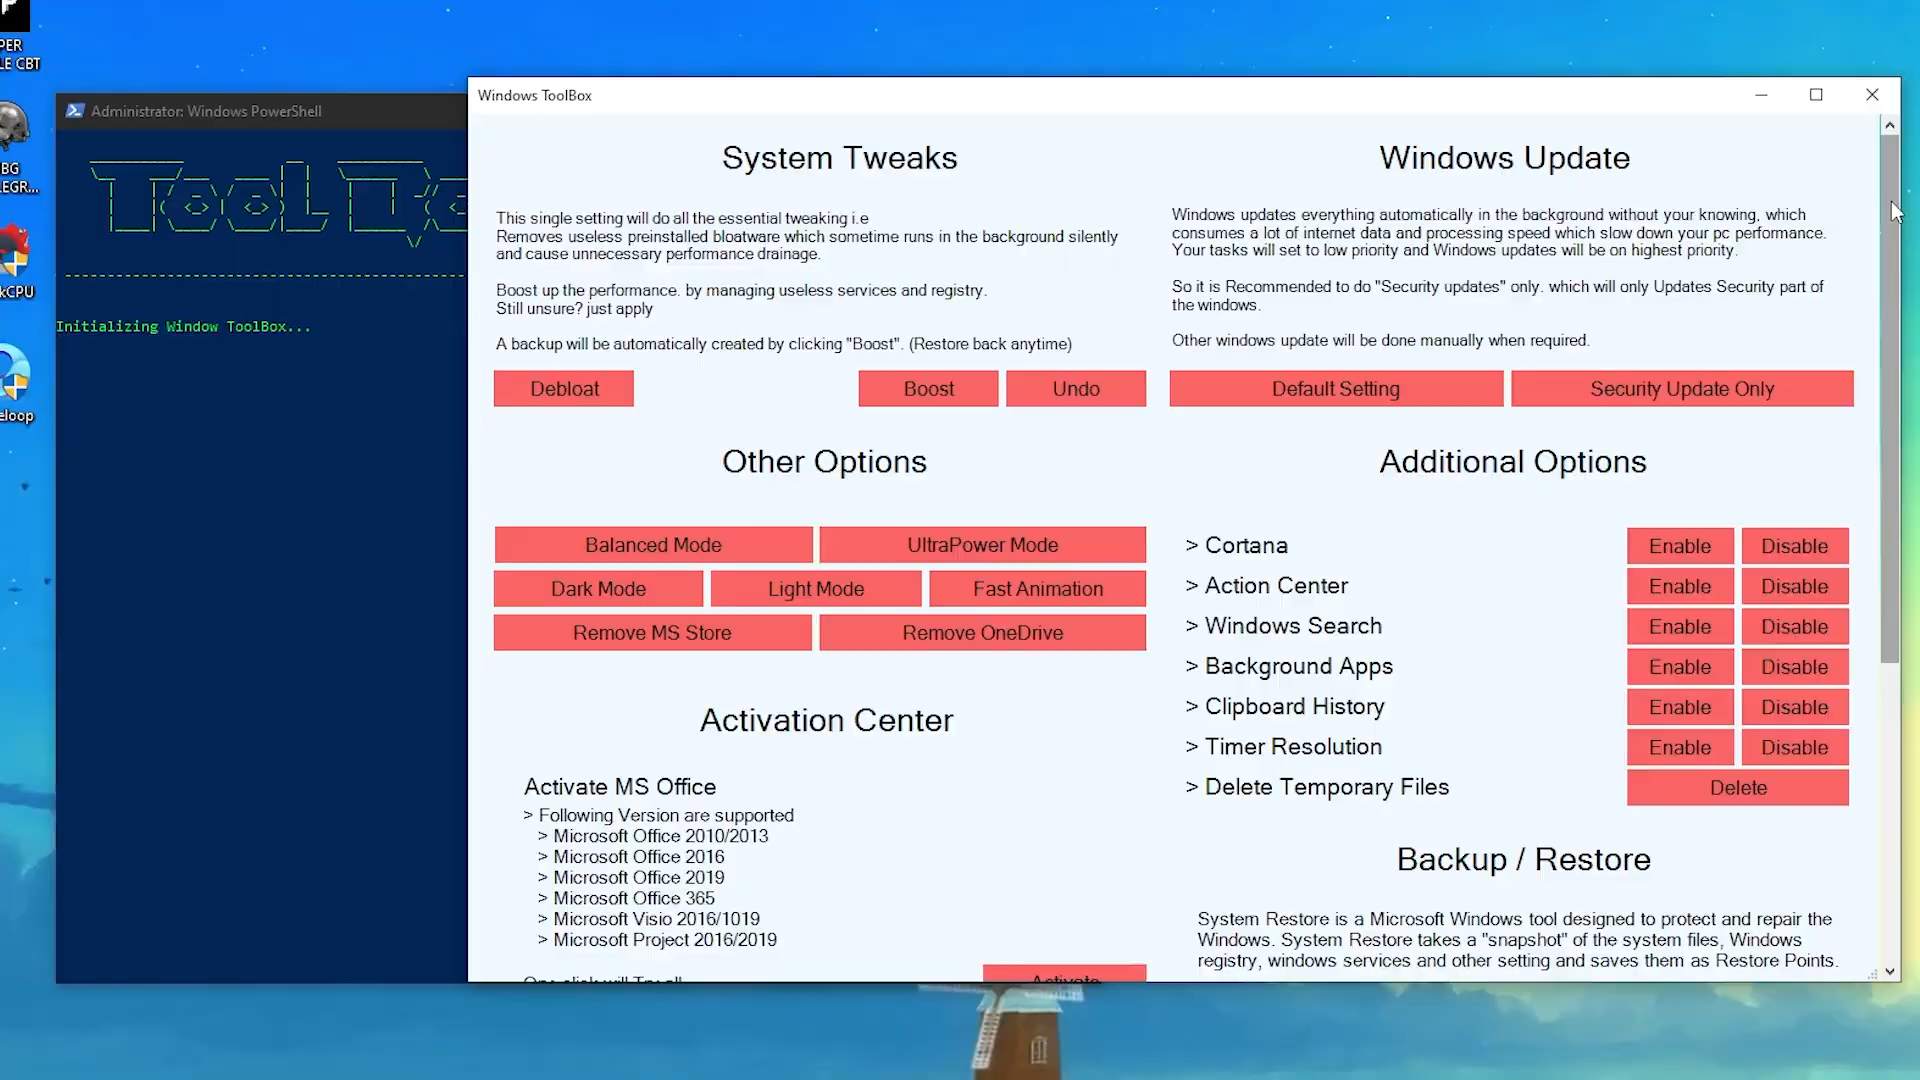 PER
LE CBT
BG
LEGR...
kCPU
eloop
Administrator: Windows PowerShell
Initializing Window ToolBox...
Windows ToolBox
System Tweaks
This single setting will do all the essential tweaking i.e
Removes useless preinstalled bloatware which sometime runs in the background silently
and cause unnecessary performance drainage.
Boost up the performance. by managing useless services and registry.
Still unsure? just apply
A backup will be automatically created by clicking "Boost". (Restore back anytime)
Debloat
Boost
Undo
Windows Update
Windows updates everything automatically in the background without your knowing, which
consumes a lot of internet data and processing speed which slow down your pc performance.
Your tasks will set to low priority and Windows updates will be on highest priority.
So it is Recommended to do "Security updates" only. which will only Updates Security part of
the windows.
Other windows update will be done manually when required.
Default Setting
Security Update Only
Other Options
Balanced Mode
UltraPower Mode
Dark Mode
Light Mode
Fast Animation
Remove MS Store
Remove OneDrive
Additional Options
> Cortana Enable Disable
> Action Center Enable Disable
> Windows Search Enable Disable
> Background Apps Enable Disable
> Clipboard History Enable Disable
> Timer Resolution Enable Disable
> Delete Temporary Files Delete
Activation Center
Activate MS Office
> Following Version are supported
> Microsoft Office 2010/2013
> Microsoft Office 2016
> Microsoft Office 2019
> Microsoft Office 365
> Microsoft Visio 2016/1019
> Microsoft Project 2016/2019
One click will Try all
Activate
Backup / Restore
System Restore is a Microsoft Windows tool designed to protect and repair the
Windows. System Restore takes a "snapshot" of the system files, Windows
registry, windows services and other setting and saves them as Restore Points.